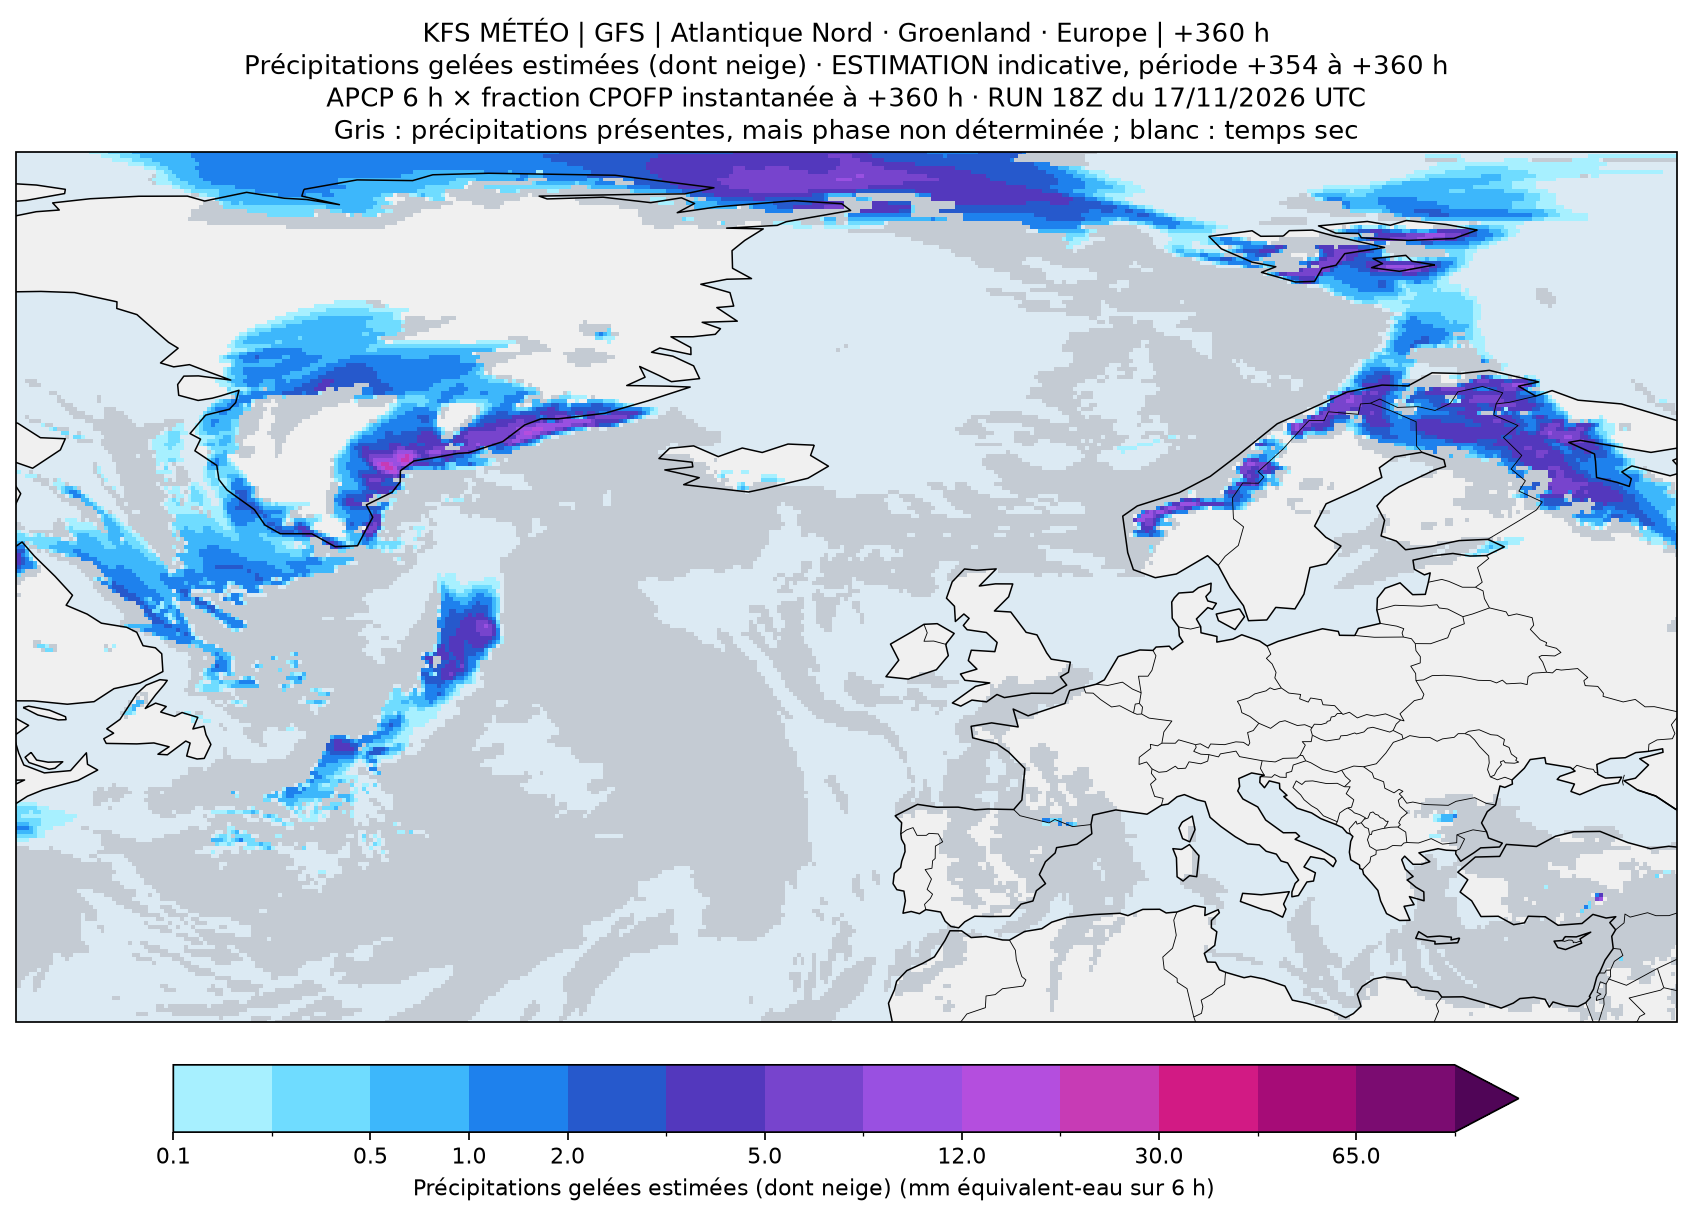 KFS MÉTÉO | GFS | Atlantique Nord · Groenland · Europe | +360 h
Précipitations gelées estimées (dont neige) · ESTIMATION indicative, période +354 à +360 h
APCP 6 h × fraction CPOFP instantanée à +360 h · RUN 18Z du 17/11/2026 UTC
Gris : précipitations présentes, mais phase non déterminée ; blanc : temps sec
0.1 0.5 1.0 2.0 5.0 12.0 30.0 65.0
Précipitations gelées estimées (dont neige) (mm équivalent-eau sur 6 h)